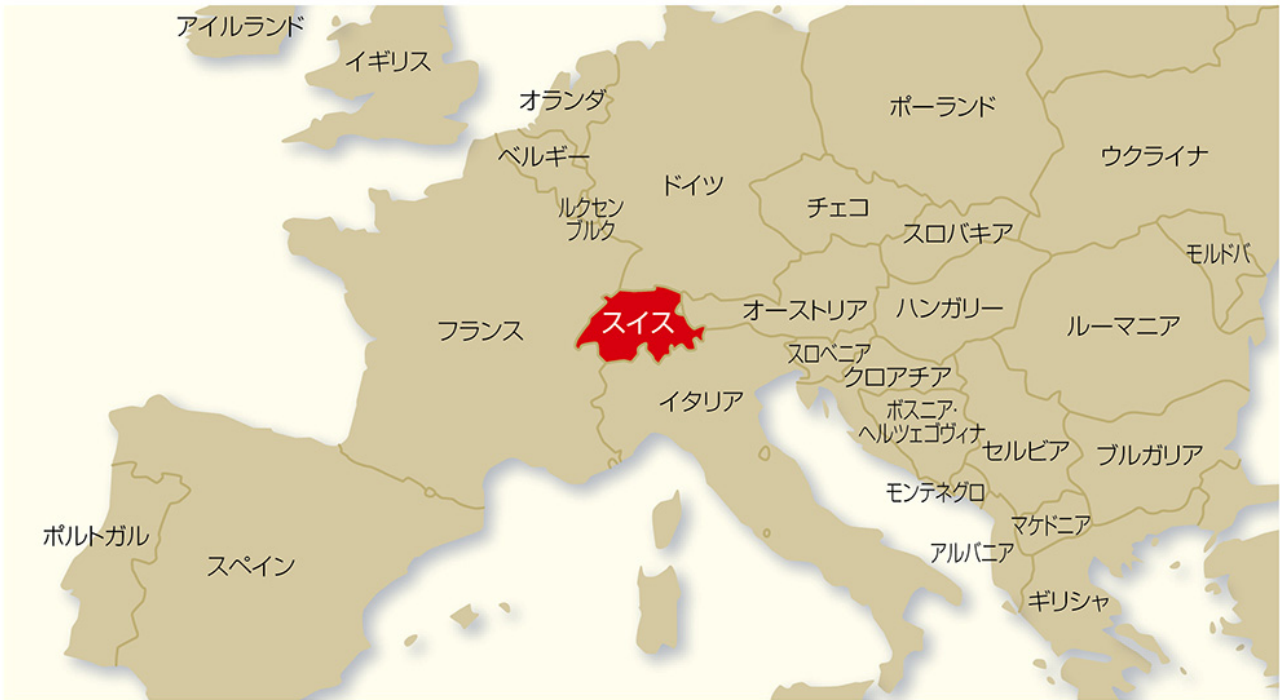 アイルランド
イギリス
オランダ
ポーランド
ベルギー
ウクライナ
ドイツ
ルクセン
ブルク
チェコ
スロバキア
モルドバ
フランス
スイス
オーストリア
ハンガリー
ルーマニア
スロベニア
クロアチア
イタリア
ボスニア・
ヘルツェゴヴィナ
セルビア
ブルガリア
モンテネグロ
マケドニア
ポルトガル
アルバニア
スペイン
ギリシャ